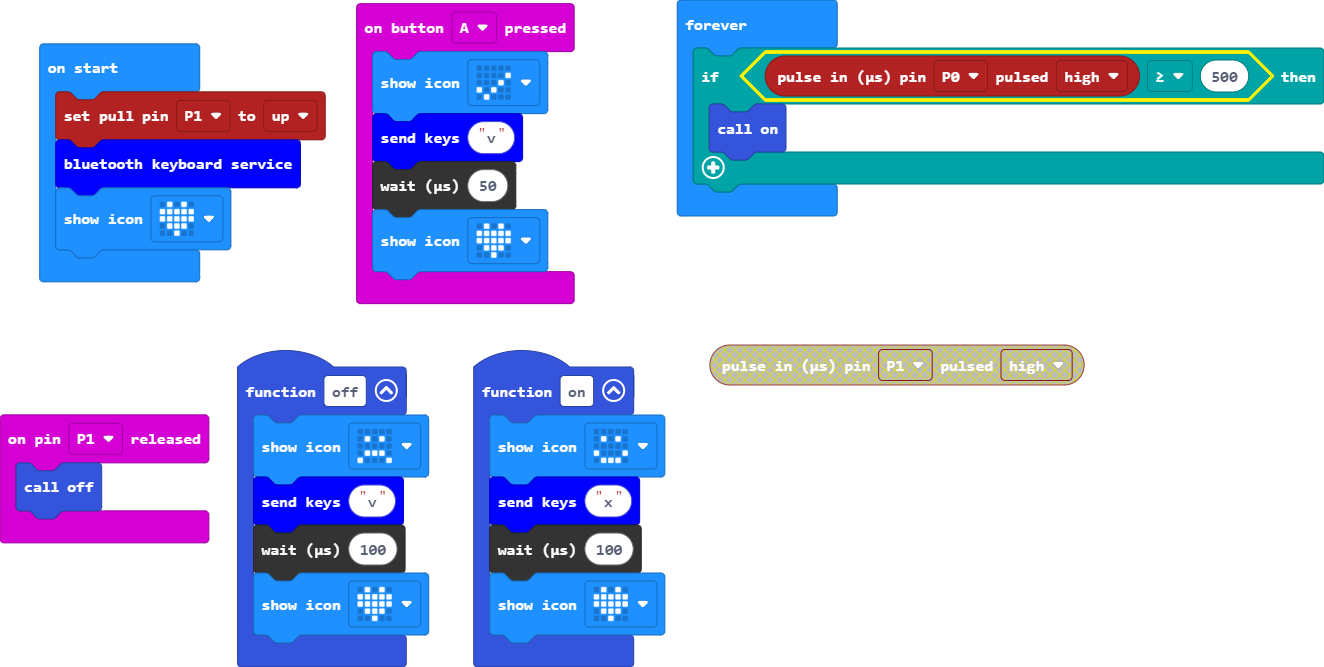 on start
set pull pin P1 to up
bluetooth keyboard service
show icon
on button A pressed
show icon
send keys "v"
wait (µs) 50
show icon
forever
if pulse in (µs) pin P0 pulsed high ≥ 500 then
call on
on pin P1 released
call off
function off
show icon
send keys "v"
wait (µs) 100
show icon
function on
show icon
send keys "x"
wait (µs) 100
show icon
pulse in (µs) pin P1 pulsed high